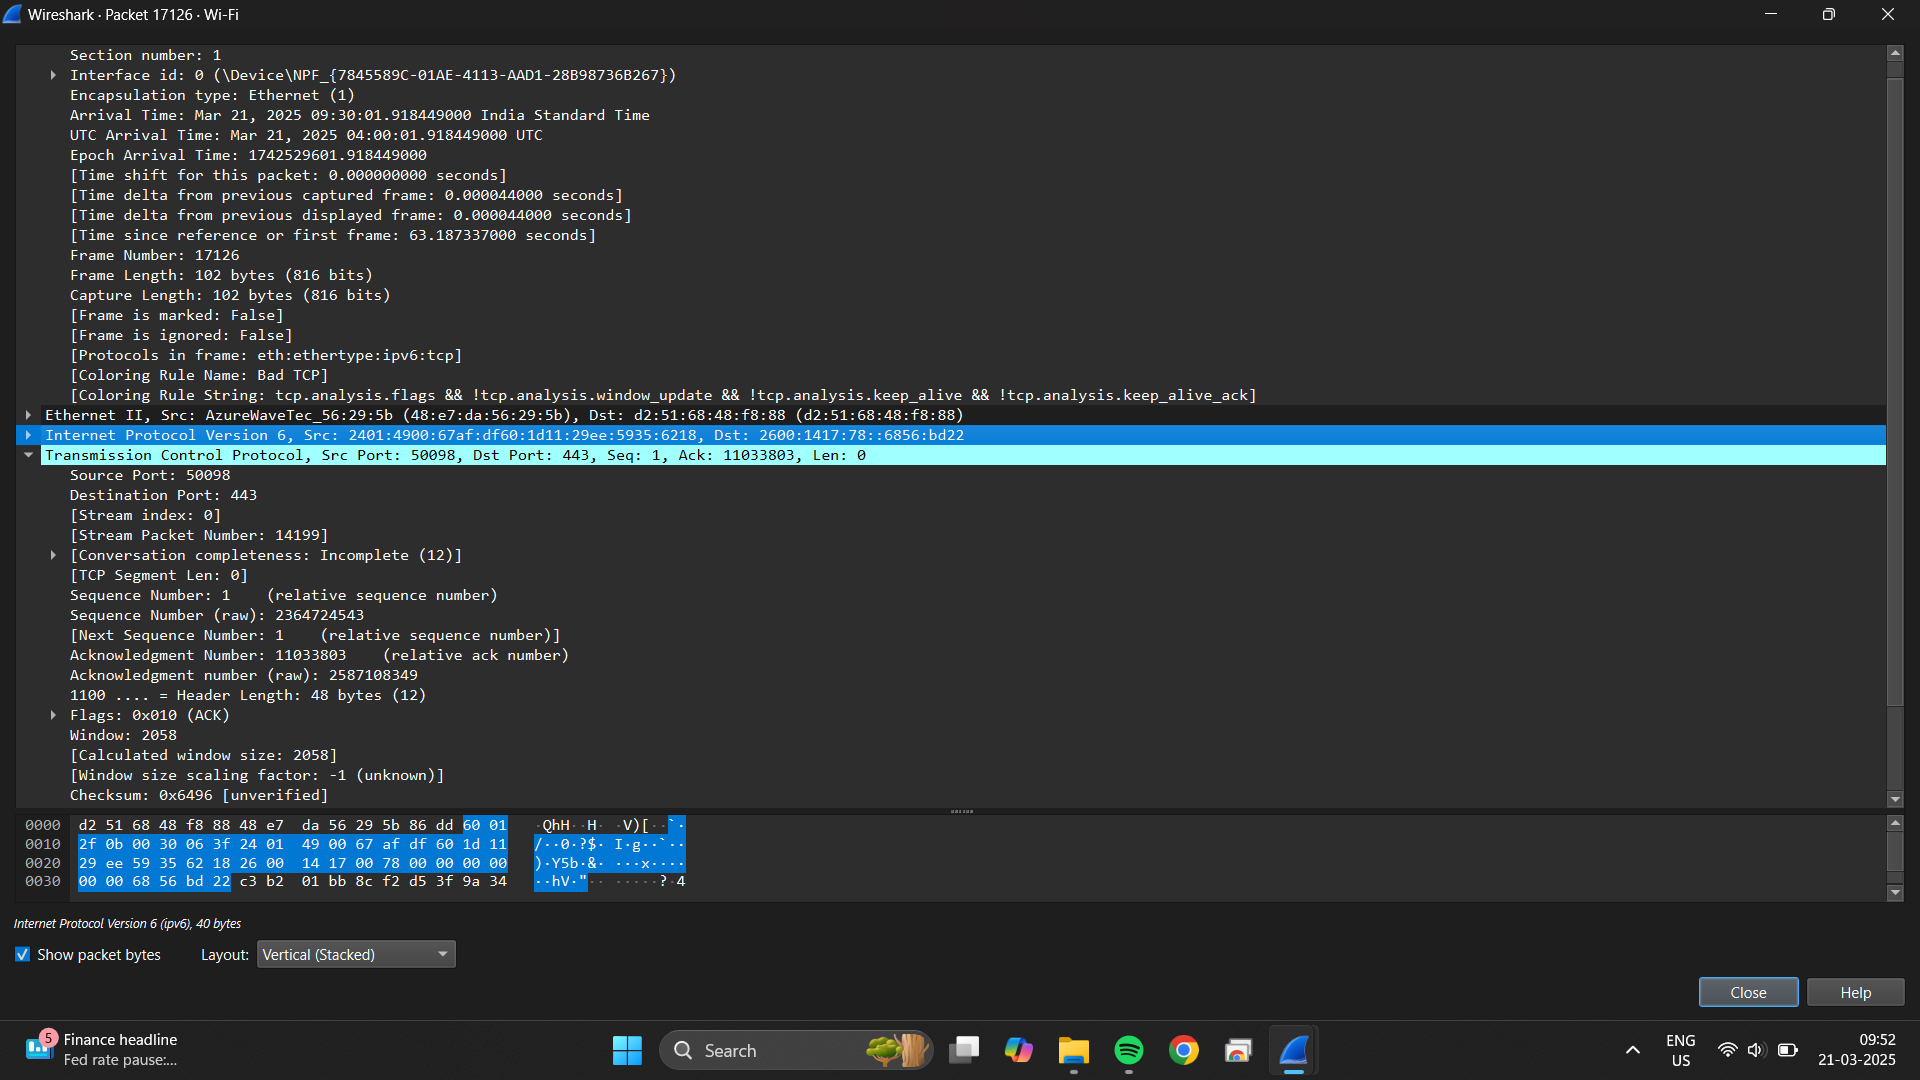 Wireshark · Packet 17126 · Wi-Fi
Section number: 1
Interface id: 0 (\Device\NPF_{7845589C-01AE-4113-AAD1-28B98736B267})
Encapsulation type: Ethernet (1)
Arrival Time: Mar 21, 2025 09:30:01.918449000 India Standard Time
UTC Arrival Time: Mar 21, 2025 04:00:01.918449000 UTC
Epoch Arrival Time: 1742529601.918449000
[Time shift for this packet: 0.000000000 seconds]
[Time delta from previous captured frame: 0.000044000 seconds]
[Time delta from previous displayed frame: 0.000044000 seconds]
[Time since reference or first frame: 63.187337000 seconds]
Frame Number: 17126
Frame Length: 102 bytes (816 bits)
Capture Length: 102 bytes (816 bits)
[Frame is marked: False]
[Frame is ignored: False]
[Protocols in frame: eth:ethertype:ipv6:tcp]
[Coloring Rule Name: Bad TCP]
[Coloring Rule String: tcp.analysis.flags && !tcp.analysis.window_update && !tcp.analysis.keep_alive && !tcp.analysis.keep_alive_ack]
Ethernet II, Src: AzureWaveTec_56:29:5b (48:e7:da:56:29:5b), Dst: d2:51:68:48:f8:88 (d2:51:68:48:f8:88)
Internet Protocol Version 6, Src: 2401:4900:67af:df60:1d11:29ee:5935:6218, Dst: 2600:1417:78::6856:bd22
Transmission Control Protocol, Src Port: 50098, Dst Port: 443, Seq: 1, Ack: 11033803, Len: 0
Source Port: 50098
Destination Port: 443
[Stream index: 0]
[Stream Packet Number: 14199]
[Conversation completeness: Incomplete (12)]
[TCP Segment Len: 0]
Sequence Number: 1    (relative sequence number)
Sequence Number (raw): 2364724543
[Next Sequence Number: 1    (relative sequence number)]
Acknowledgment Number: 11033803    (relative ack number)
Acknowledgment number (raw): 2587108349
1100 .... = Header Length: 48 bytes (12)
Flags: 0x010 (ACK)
Window: 2058
[Calculated window size: 2058]
[Window size scaling factor: -1 (unknown)]
Checksum: 0x6496 [unverified]
0000 d2 51 68 48 f8 88 48 e7 da 56 29 5b 86 dd 60 01 ·QhH··H· ·V)[··`·
0010 2f 0b 00 30 06 3f 24 01 49 00 67 af df 60 1d 11 /··0·?$· I·g··`··
0020 29 ee 59 35 62 18 26 00 14 17 00 78 00 00 00 00 )·Y5b·&· ···x····
0030 00 00 68 56 bd 22 c3 b2 01 bb 8c f2 d5 3f 9a 34 ··hV·"·· ·····?·4
Internet Protocol Version 6 (ipv6), 40 bytes
Show packet bytes Layout: Vertical (Stacked)
Close Help
5 Finance headline
Fed rate pause:...
Search
ENG
US
09:52
21-03-2025